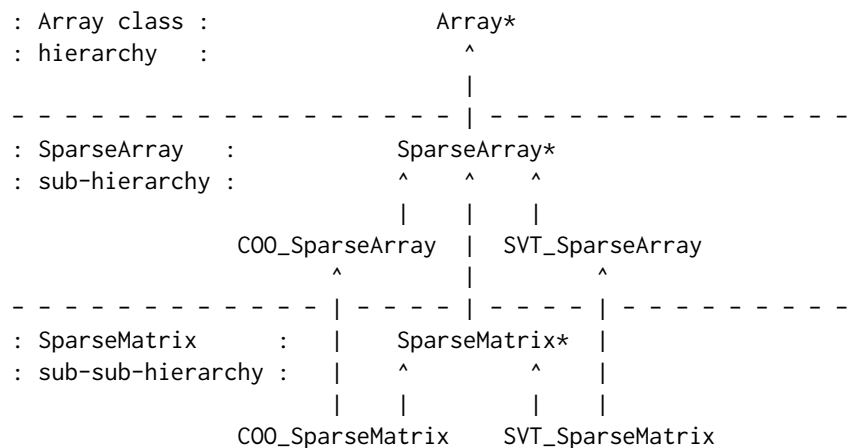 : Array class :                 Array*
: hierarchy   :                   ^
                                  |
- - - - - - - - - - - - - - - - - | - - - - - - - - - - - - - -
: SparseArray   :            SparseArray*
: sub-hierarchy :            ^    ^    ^
                             |    |    |
                 COO_SparseArray  |  SVT_SparseArray
                        ^         |         ^
- - - - - - - - - - - - | - - - - | - - - - | - - - - - - - - -
: SparseMatrix      :   |    SparseMatrix*  |
: sub-sub-hierarchy :   |    ^         ^    |
                        |    |         |    |
                 COO_SparseMatrix    SVT_SparseMatrix